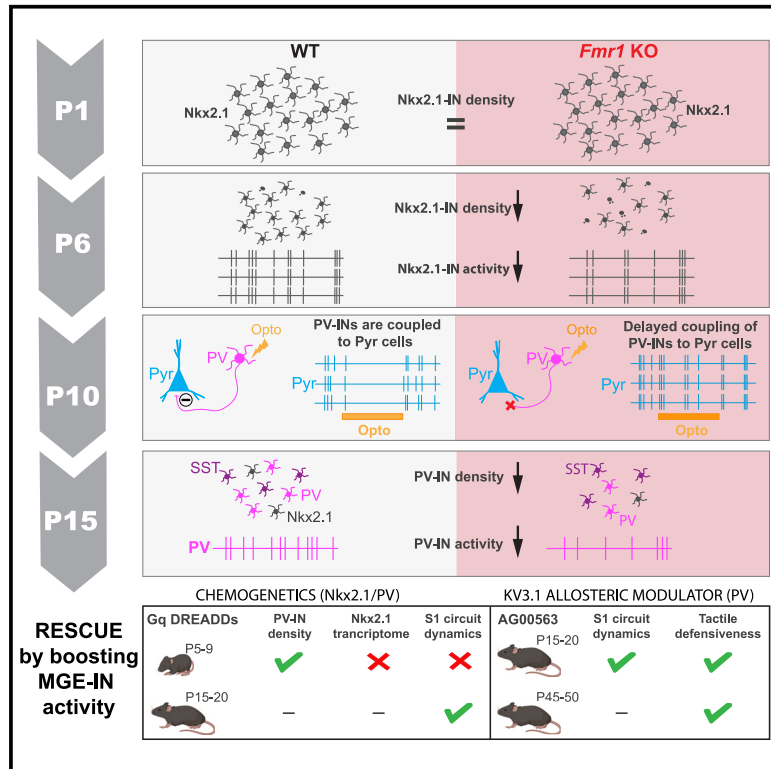 WT
Fmr1 KO
P1
Nkx2.1
Nkx2.1-IN density
=
Nkx2.1
P6
Nkx2.1-IN density
Nkx2.1-IN activity
P10
Opto
PV
Pyr
PV-INs are coupled
to Pyr cells
Pyr
Opto
Opto
PV
Pyr
Delayed coupling of
PV-INs to Pyr cells
Pyr
Opto
P15
SST
PV
Nkx2.1
PV
PV-IN density
PV-IN activity
SST
PV
RESCUE
by boosting
MGE-IN
activity
CHEMOGENETICS (Nkx2.1/PV)
Gq DREADDs
PV-IN
density
Nkx2.1
trancriptome
S1 circuit
dynamics
P5-9
P15-20
– –
KV3.1 ALLOSTERIC MODULATOR (PV)
AG00563
S1 circuit
dynamics
Tactile
defensiveness
P15-20
P45-50
–